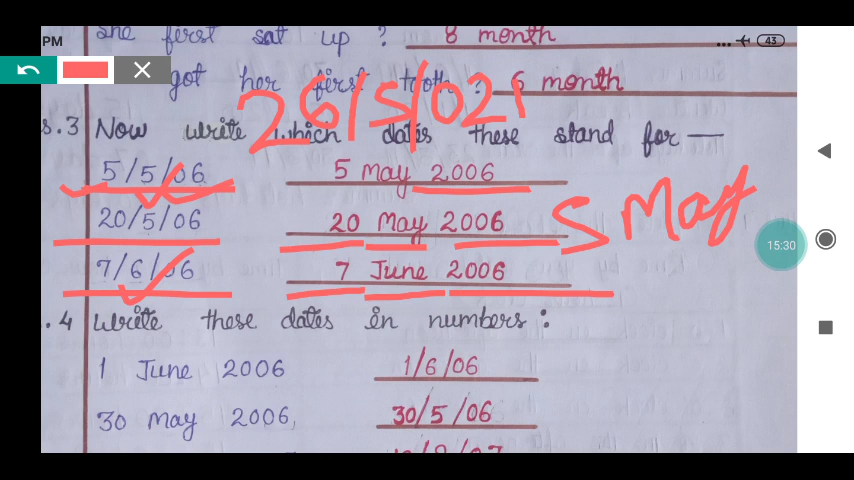 PM
43
she first sat up ? 8 month
got her first tooth ? 6 month
26/5/021
s.3 Now write which dates these stand for —
5/5/06 5 May 2006
20/5/06 20 May 2006
5 May
15:30
7/6/06 7 June 2006
.4 Write these dates in numbers :
1 June 2006 1/6/06
30 May 2006, 30/5/06